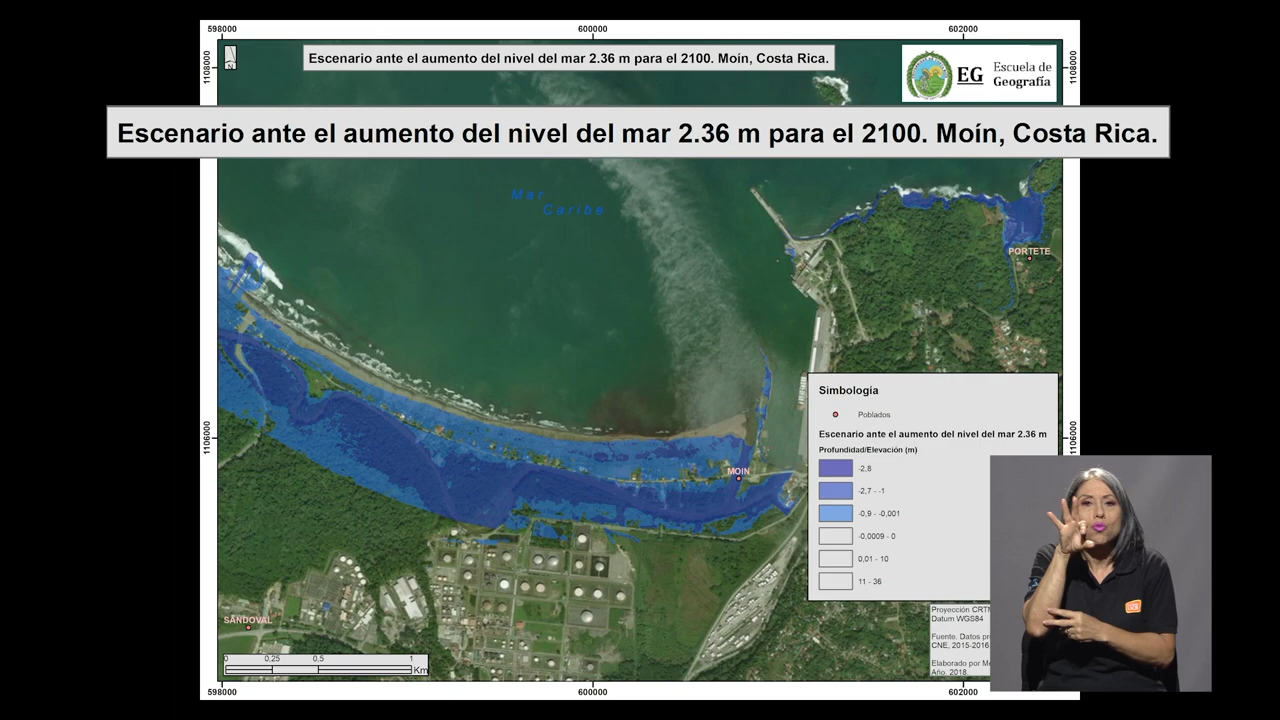 598000
600000
602000
1108000
1108000
Escenario ante el aumento del nivel del mar 2.36 m para el 2100. Moín, Costa Rica.
N
EG
Escuela de
Geografía
Escenario ante el aumento del nivel del mar 2.36 m para el 2100. Moín, Costa Rica.
Mar
Caribe
PORTETE
MOIN
SANDOVAL
1106000
1106000
Simbología
Poblados
Escenario ante el aumento del nivel del mar 2.36 m
Profundidad/Elevación (m)
-2,8
-2,7 - -1
-0,9 - -0,001
-0,0009 - 0
0,01 - 10
11 - 36
Proyección CRTM
Datum WGS84
Fuente. Datos
CNE, 2015-2016
Elaborado por
Año. 2018
0 0,25 0,5 1
Km
598000
600000
602000